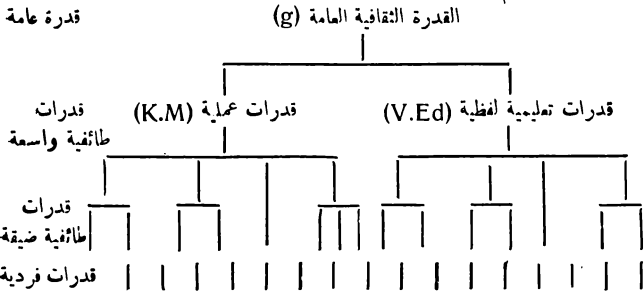 قدرة عامة
القدرة الثقافية العامة (g)
قدرات طائفية واسعة
قدرات تعليمية لفظية (V.Ed)
قدرات عملية (K.M)
قدرات طائفية ضيقة
قدرات فردية